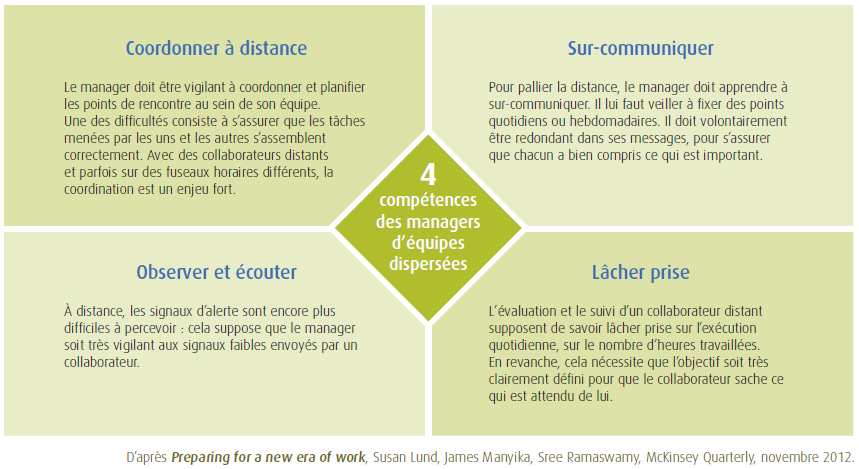 Coordonner à distance
Le manager doit être vigilant à coordonner et planifier
les points de rencontre au sein de son équipe.
Une des difficultés consiste à s'assurer que les tâches
menées par les uns et les autres s'assemblent
correctement. Avec des collaborateurs distants
et parfois sur des fuseaux horaires différents, la
coordination est un enjeu fort.
Sur-communiquer
Pour pallier la distance, le manager doit apprendre à
sur-communiquer. Il lui faut veiller à fixer des points
quotidiens ou hebdomadaires. Il doit volontairement
être redondant dans ses messages, pour s'assurer
que chacun a bien compris ce qui est important.
4
compétences
des managers
d'équipes
dispersées
Observer et écouter
À distance, les signaux d'alerte sont encore plus
difficiles à percevoir : cela suppose que le manager
soit très vigilant aux signaux faibles envoyés par un
collaborateur.
Lâcher prise
L'évaluation et le suivi d'un collaborateur distant
supposent de savoir lâcher prise sur l'exécution
quotidienne, sur le nombre d'heures travaillées.
En revanche, cela nécessite que l'objectif soit très
clairement défini pour que le collaborateur sache ce
qui est attendu de lui.
D'après Preparing for a new era of work, Susan Lund, James Manyika, Sree Ramaswamy, McKinsey Quarterly, novembre 2012.